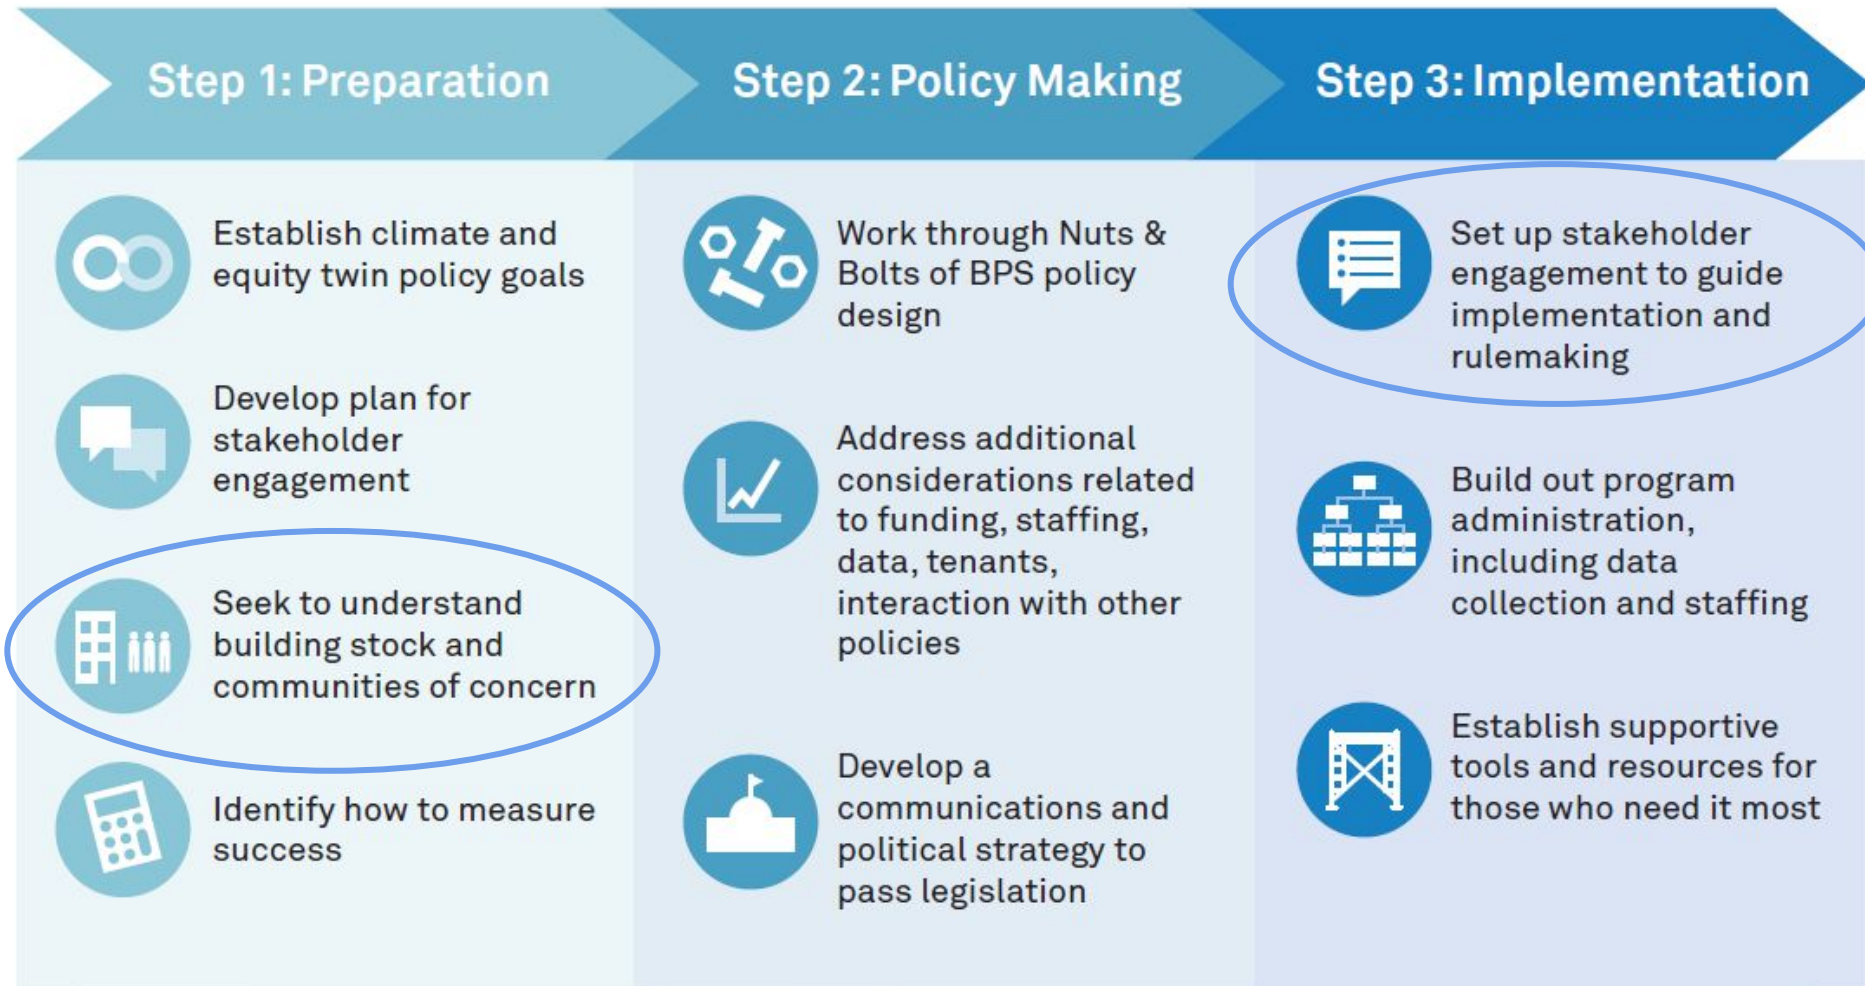 Step 1: Preparation
Establish climate and
equity twin policy goals
Develop plan for
stakeholder
engagement
Seek to understand
building stock and
communities of concern
Identify how to measure
success
Step 2: Policy Making
Work through Nuts &
Bolts of BPS policy
design
Address additional
considerations related
to funding, staffing,
data, tenants,
interaction with other
policies
Develop a
communications and
political strategy to
pass legislation
Step 3: Implementation
Set up stakeholder
engagement to guide
implementation and
rulemaking
Build out program
administration,
including data
collection and staffing
Establish supportive
tools and resources for
those who need it most